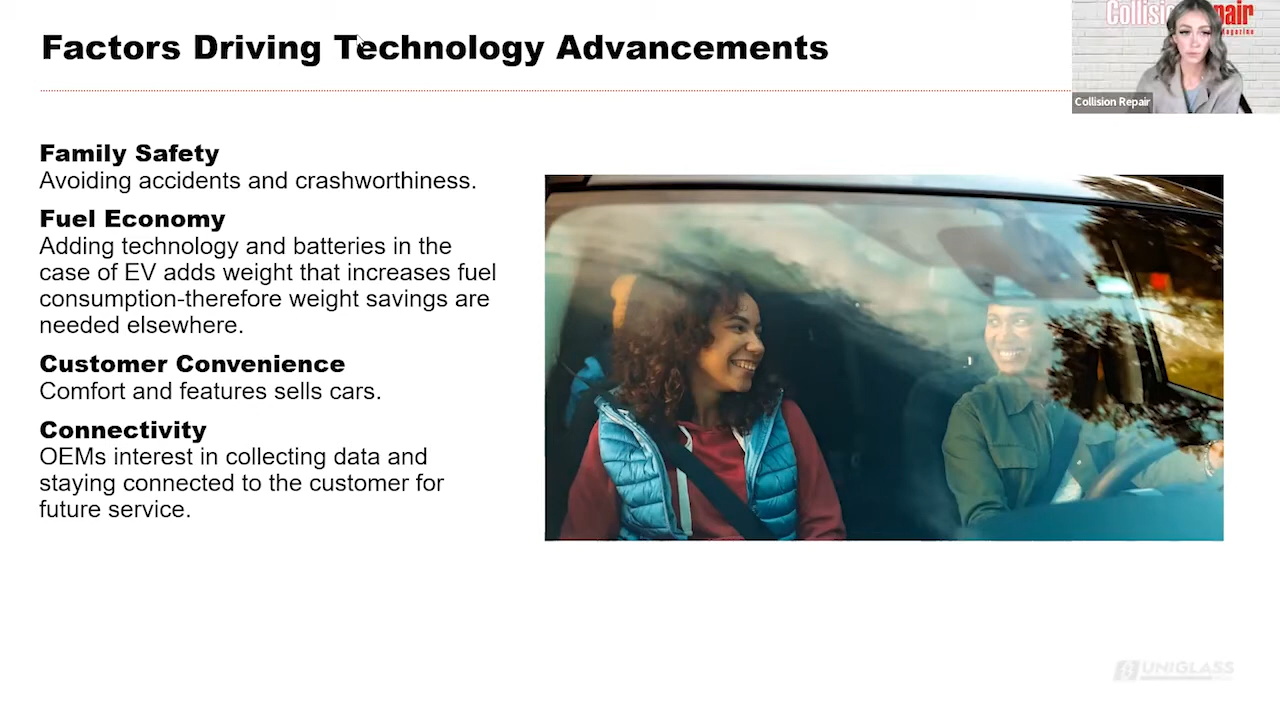 Factors Driving Technology Advancements
Collision Repair
Collision Repair
Magazine
Family Safety
Avoiding accidents and crashworthiness.
Fuel Economy
Adding technology and batteries in the
case of EV adds weight that increases fuel
consumption-therefore weight savings are
needed elsewhere.
Customer Convenience
Comfort and features sells cars.
Connectivity
OEMs interest in collecting data and
staying connected to the customer for
future service.
UNIGLASS